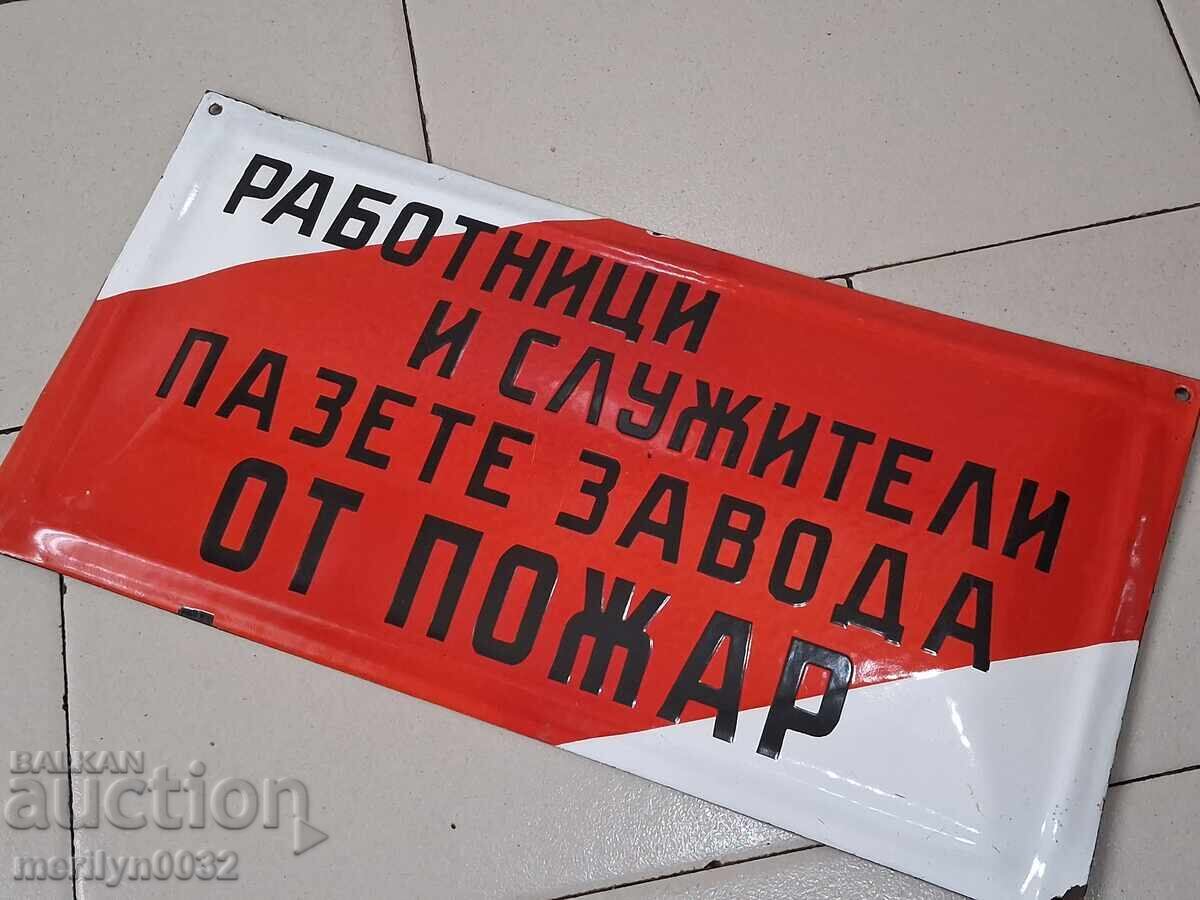 РАБОТНИЦИ
И СЛУЖИТЕЛИ
ПАЗЕТЕ ЗАВОДА
ОТ ПОЖАР
BALKAN
auction
merilyn0032